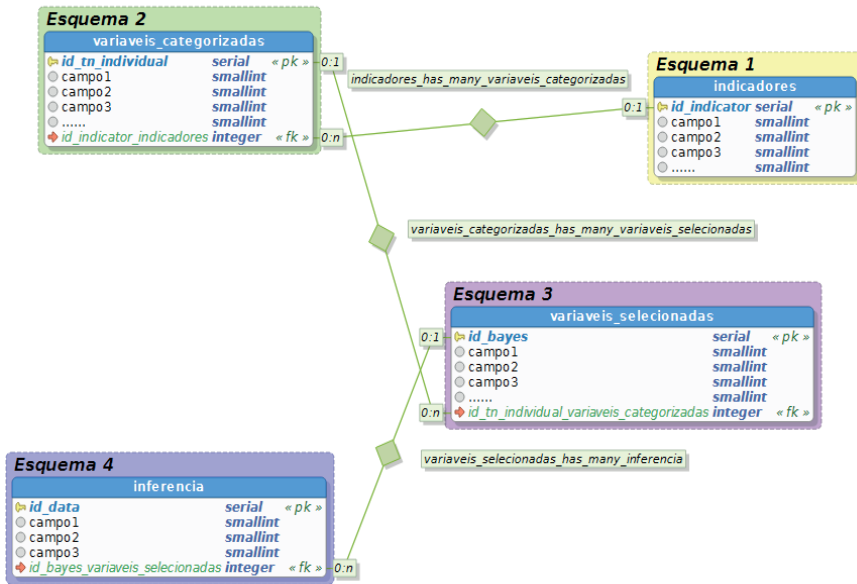 Esquema 2
variaveis_categorizadas
id_tn_individual serial « pk »
campo1 smallint
campo2 smallint
campo3 smallint
...... smallint
id_indicator_indicadores integer « fk »
0:1
0:n
indicadores_has_many_variaveis_categorizadas
Esquema 1
indicadores
0:1
id_indicator serial « pk »
campo1 smallint
campo2 smallint
campo3 smallint
...... smallint
variaveis_categorizadas_has_many_variaveis_selecionadas
Esquema 3
variaveis_selecionadas
0:1
id_bayes serial « pk »
campo1 smallint
campo2 smallint
campo3 smallint
...... smallint
0:n
id_tn_individual_variaveis_categorizadas integer « fk »
variaveis_selecionadas_has_many_inferencia
Esquema 4
inferencia
id_data serial « pk »
campo1 smallint
campo2 smallint
campo3 smallint
id_bayes_variaveis_selecionadas integer « fk »
0:n